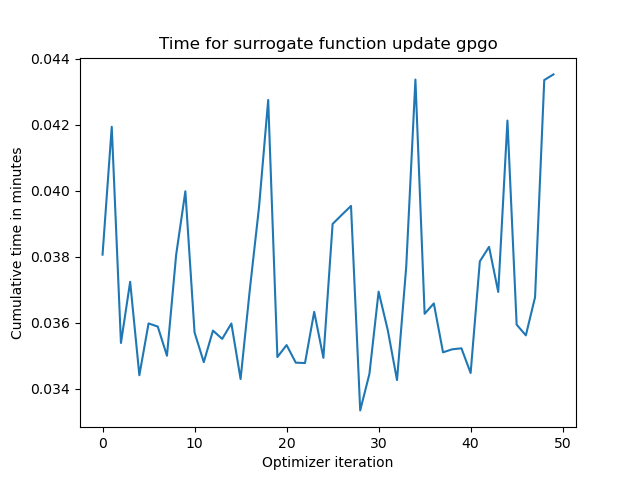 Time for surrogate function update gpgo
Cumulative time in minutes
0.044
0.042
0.040
0.038
0.036
0.034
0 10 20 30 40 50
Optimizer iteration